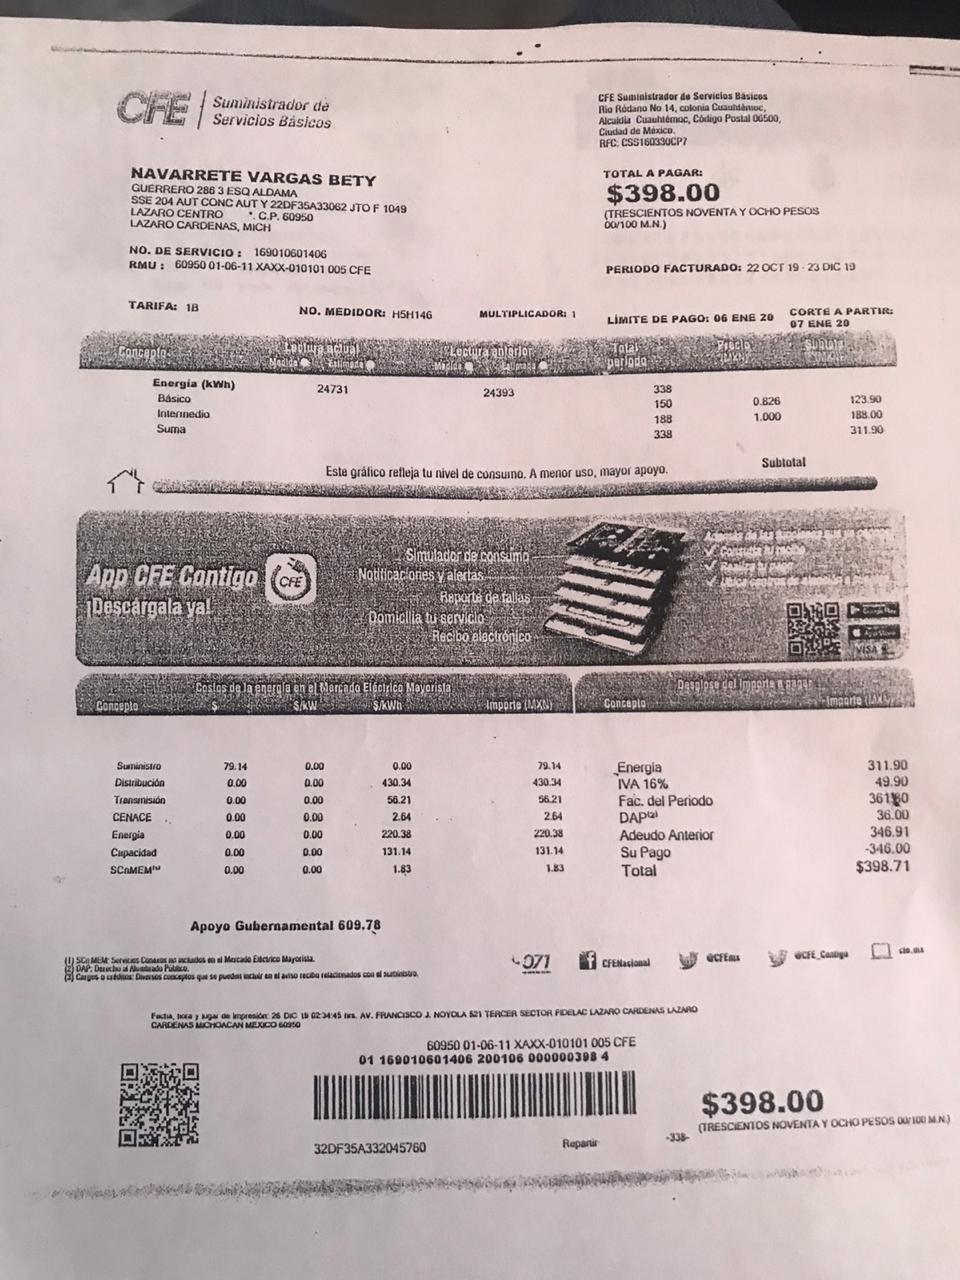 CFE Suministrador de
Servicios Básicos
CFE Suministrador de Servicios Básicos
Río Ródano No 14, colonia Cuauhtémoc,
Alcaldía Cuauhtémoc, Código Postal 06500,
Ciudad de México.
RFC: CSS160330CP7
NAVARRETE VARGAS BETY
GUERRERO 286 3 ESQ ALDAMA
SSE 204 AUT CONC AUT Y 22DF35A33062 JTO F 1049
LAZARO CENTRO *. C.P. 60950
LAZARO CARDENAS, MICH
TOTAL A PAGAR:
$398.00
(TRESCIENTOS NOVENTA Y OCHO PESOS
00/100 M.N.)
NO. DE SERVICIO : 169010601406
RMU : 60950 01-06-11 XAXX-010101 005 CFE
PERIODO FACTURADO: 22 OCT 19 - 23 DIC 19
TARIFA: 1B NO. MEDIDOR: H5H146 MULTIPLICADOR: 1 LÍMITE DE PAGO: 06 ENE 20 CORTE A PARTIR:
07 ENE 20
Concepto Lectura actual Lectura anterior Total Precio Subtotal
Medida Estimada Medida Estimada periodo (MXN) (MXN)
Energía (kWh) 24731 24393 338
Básico 150 0.826 123.90
Intermedio 188 1.000 188.00
Suma 338 311.90
Este gráfico refleja tu nivel de consumo. A menor uso, mayor apoyo.
Subtotal
App CFE Contigo CFE
¡Descárgala ya!
Simulador de consumo
Notificaciones y alertas
Reporte de fallas
Domicilia tu servicio
Recibo electrónico
Consulta tu recibo
Realiza tu pago
VISA
Costos de la energía en el Mercado Eléctrico Mayorista Desglose del importe a pagar
Concepto $ $/kW $/kWh Importe (MXN) Concepto Importe (MXN)
Suministro 79.14 0.00 0.00 79.14
Distribución 0.00 0.00 430.34 430.34
Transmisión 0.00 0.00 56.21 56.21
CENACE 0.00 0.00 2.64 2.64
Energía 0.00 0.00 220.38 220.38
Capacidad 0.00 0.00 131.14 131.14
SCnMEM(1) 0.00 0.00 1.83 1.83
Energía 311.90
IVA 16% 49.90
Fac. del Periodo 361.80
DAP(2) 36.00
Adeudo Anterior 346.91
Su Pago -346.00
Total $398.71
Apoyo Gubernamental 609.78
(1) SCnMEM: Servicios Conexos no incluidos en el Mercado Eléctrico Mayorista.
(2) DAP: Derecho al Alumbrado Público.
(3) Cargos o créditos: Diversos conceptos que se pueden incluir en el aviso recibo relacionados con el suministro.
071 CFENacional @CFEmx @CFE_Contigo cfe.mx
Fecha, hora y lugar de impresión: 26 DIC 19 02:34:45 hrs. AV. FRANCISCO J. NOYOLA 521 TERCER SECTOR FIDELAC LAZARO CARDENAS LAZARO
CARDENAS MICHOACAN MEXICO 60950
60950 01-06-11 XAXX-010101 005 CFE
01 169010601406 200106 000000398 4
$398.00
(TRESCIENTOS NOVENTA Y OCHO PESOS 00/100 M.N.)
32DF35A332045760 Repartir -338-